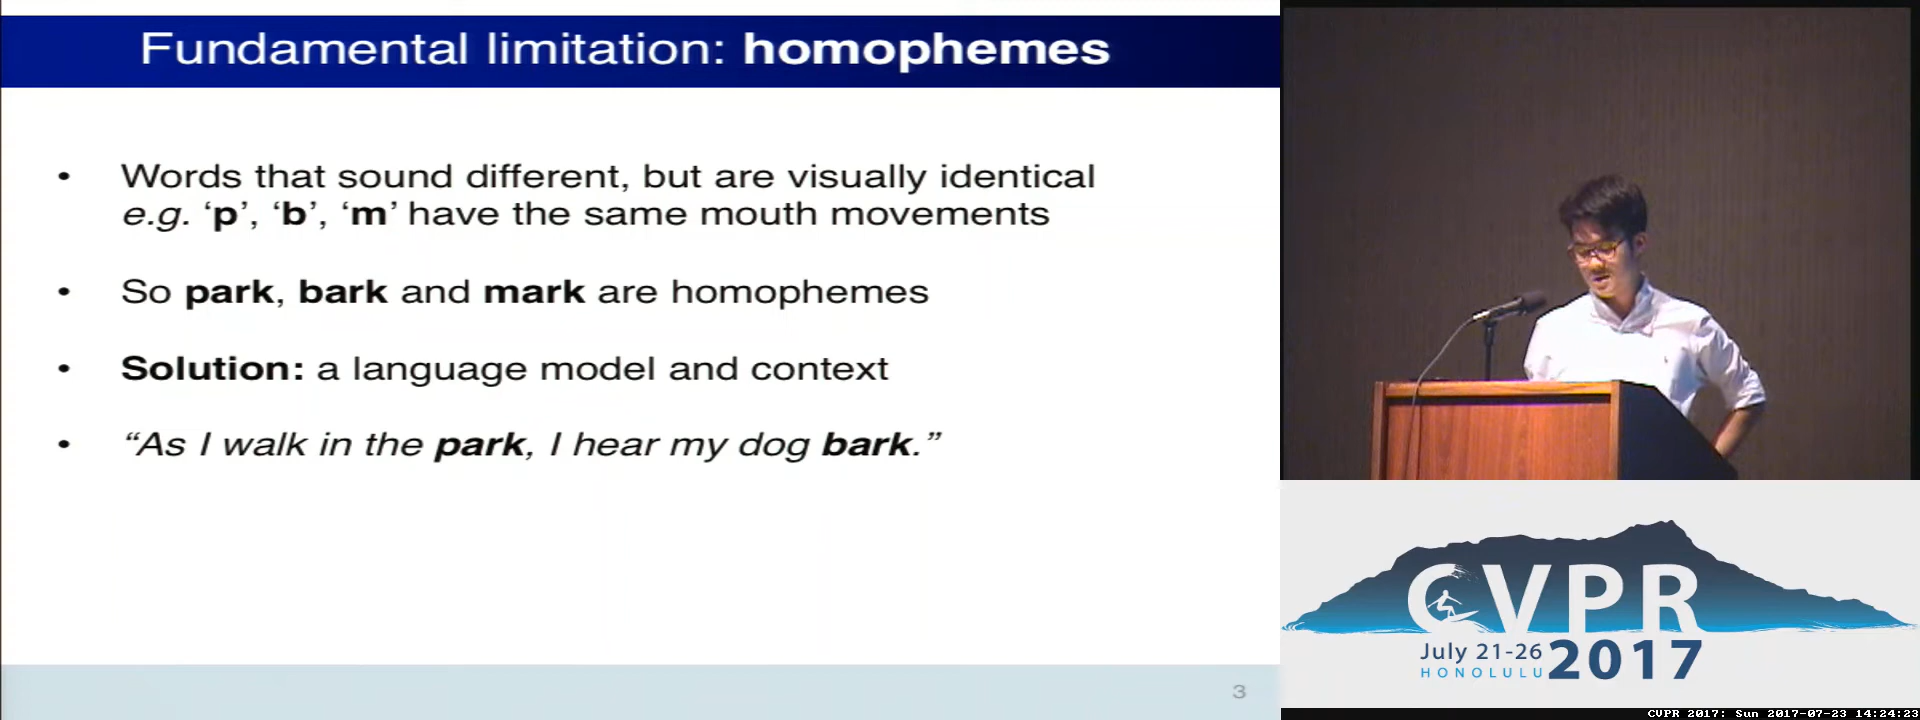 Fundamental limitation: homophemes
• Words that sound different, but are visually identical
e.g. ‘p’, ‘b’, ‘m’ have the same mouth movements
• So park, bark and mark are homophemes
• Solution: a language model and context
• “As I walk in the park, I hear my dog bark.”
3
CVPR
July 21-26
HONOLULU
2017
CVPR 2017: Sun 2017-07-23 14:24:23